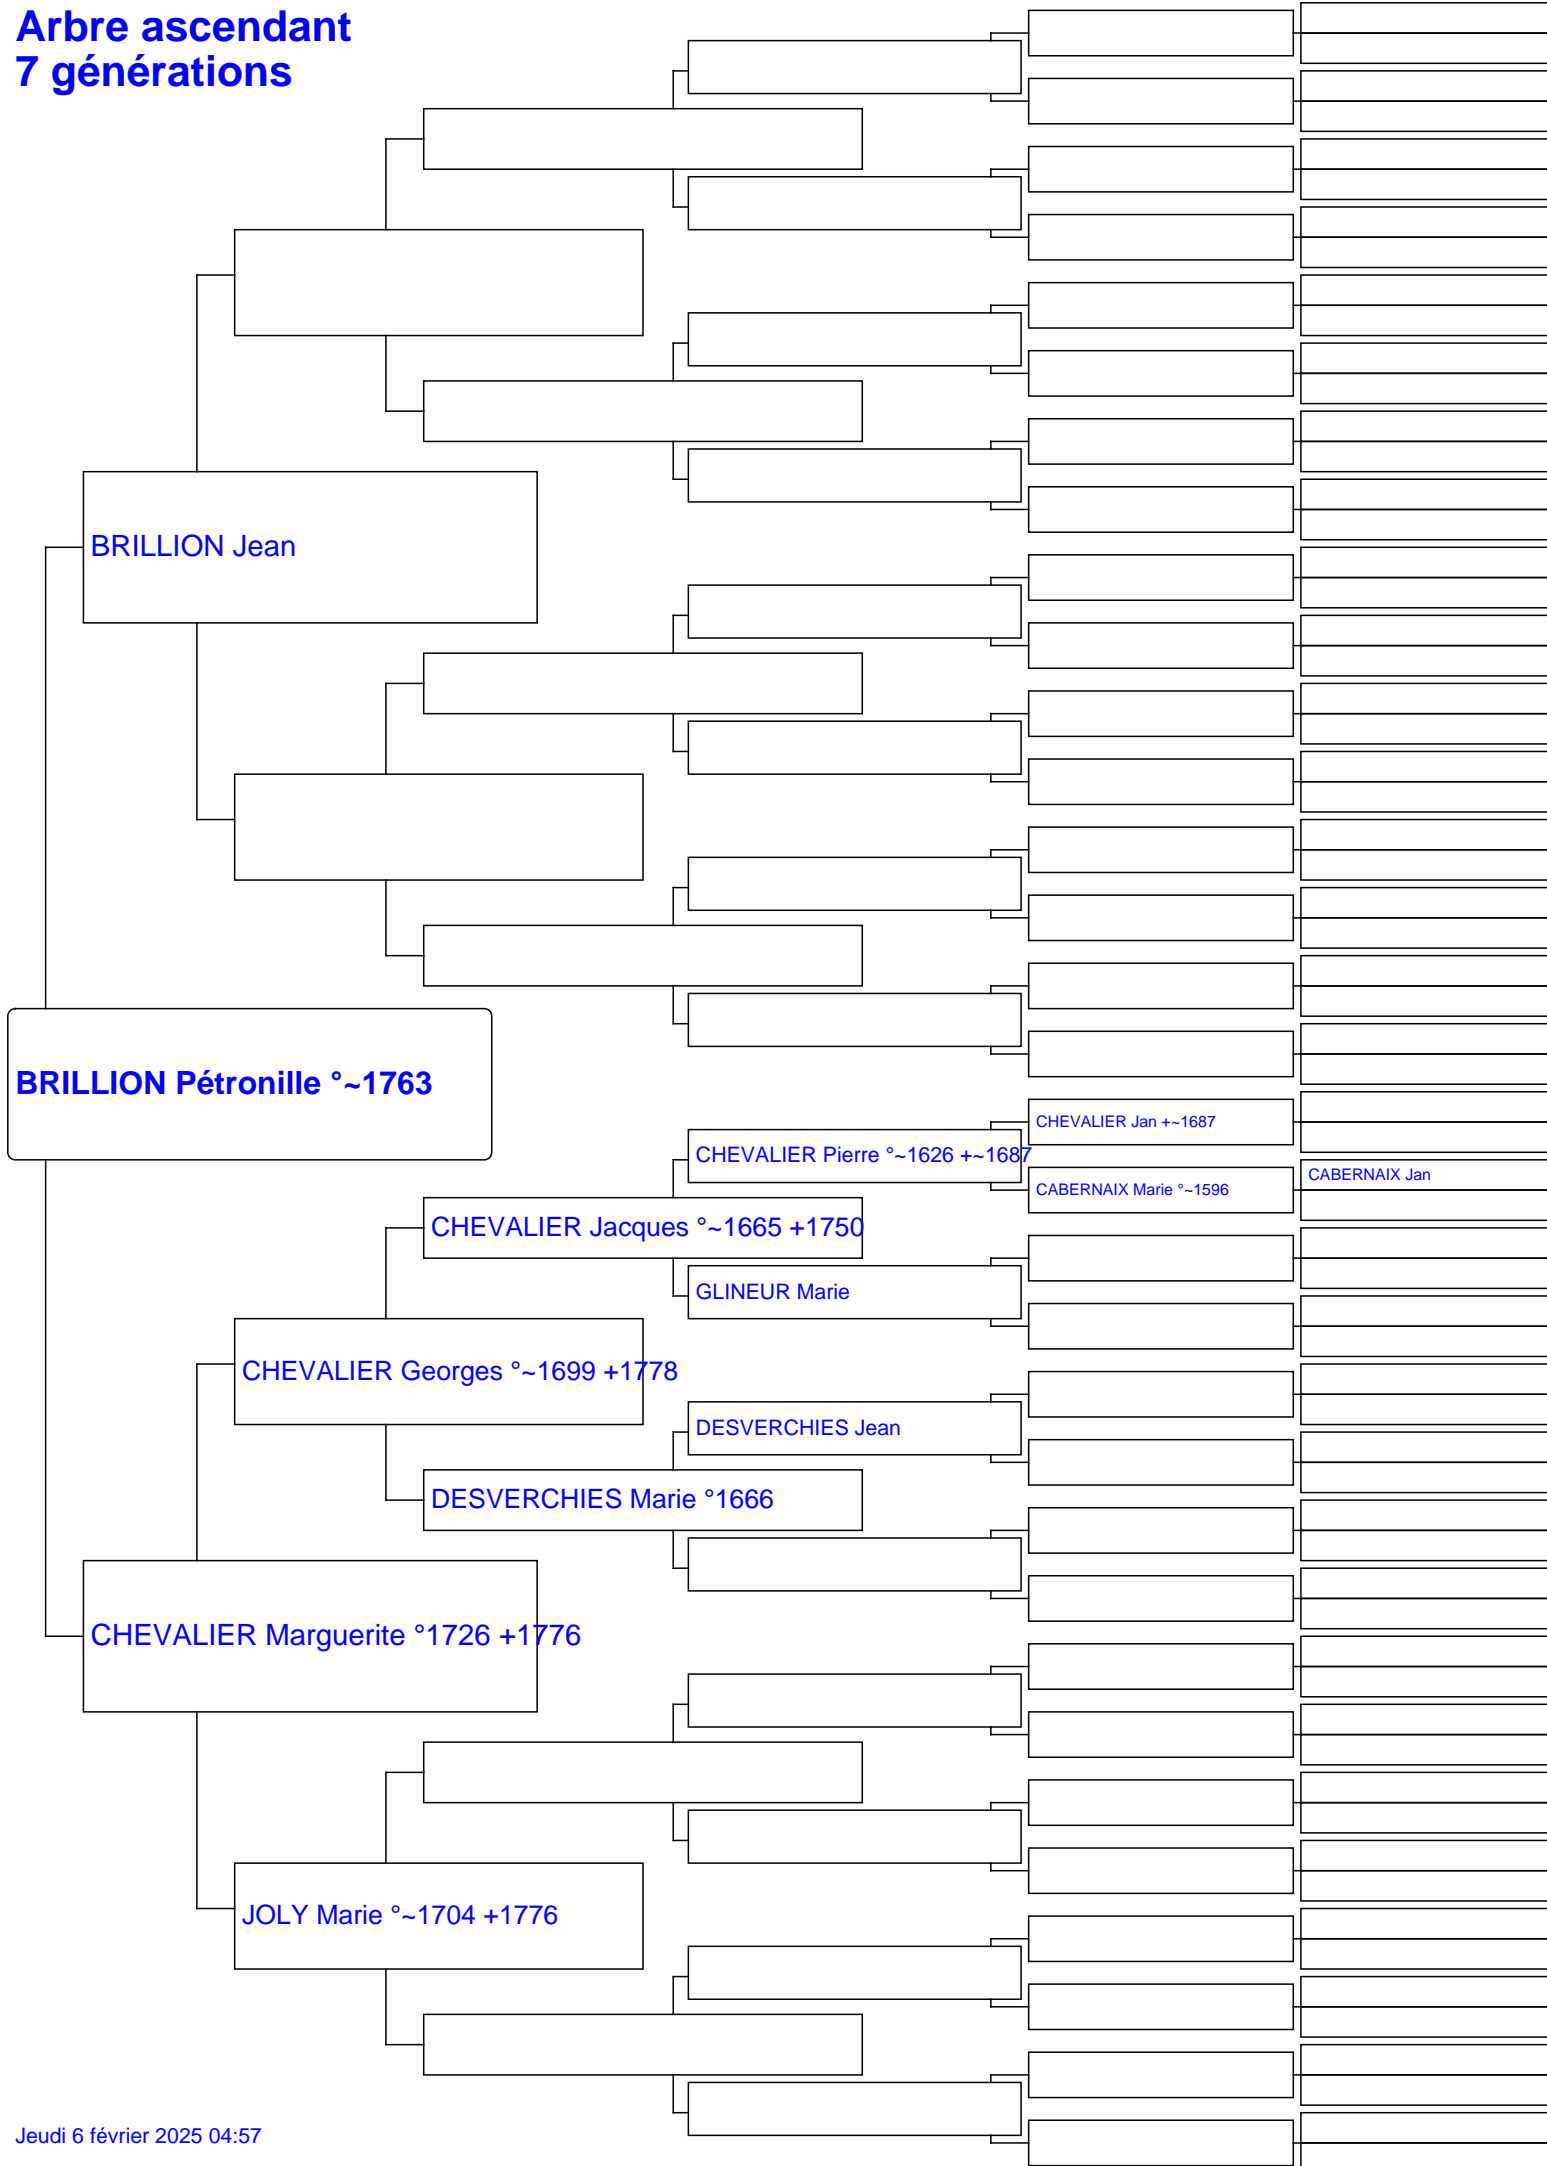 Arbre ascendant
7 générations
BRILLION Jean
BRILLION Pétronille °~1763
CHEVALIER Jan +~1687
CHEVALIER Pierre °~1626 +~1687
CABERNAIX Jan
CABERNAIX Marie °~1596
CHEVALIER Jacques °~1665 +1750
GLINEUR Marie
CHEVALIER Georges °~1699 +1778
DESVERCHIES Jean
DESVERCHIES Marie °1666
CHEVALIER Marguerite °1726 +1776
JOLY Marie °~1704 +1776
Jeudi 6 février 2025 04:57